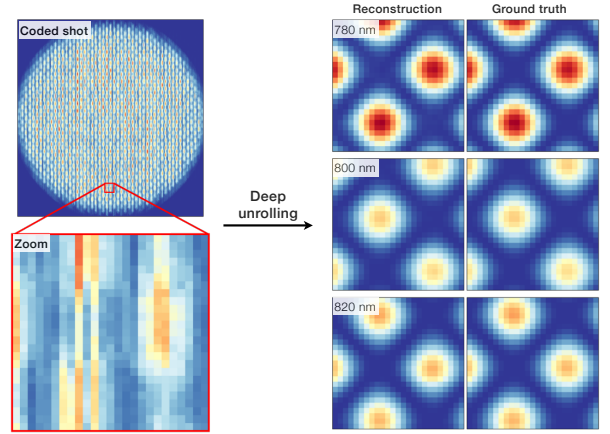 Coded shot
Zoom
Deep
unrolling
Reconstruction
Ground truth
780 nm
800 nm
820 nm